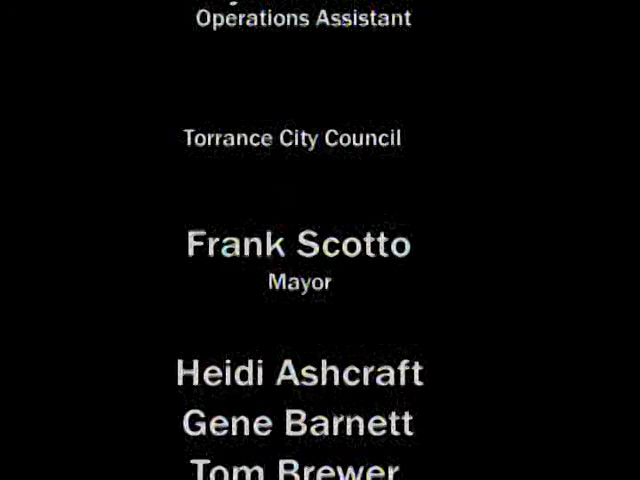 Operations Assistant
Torrance City Council
Frank Scotto
Mayor
Heidi Ashcraft
Gene Barnett
Tom Brewer